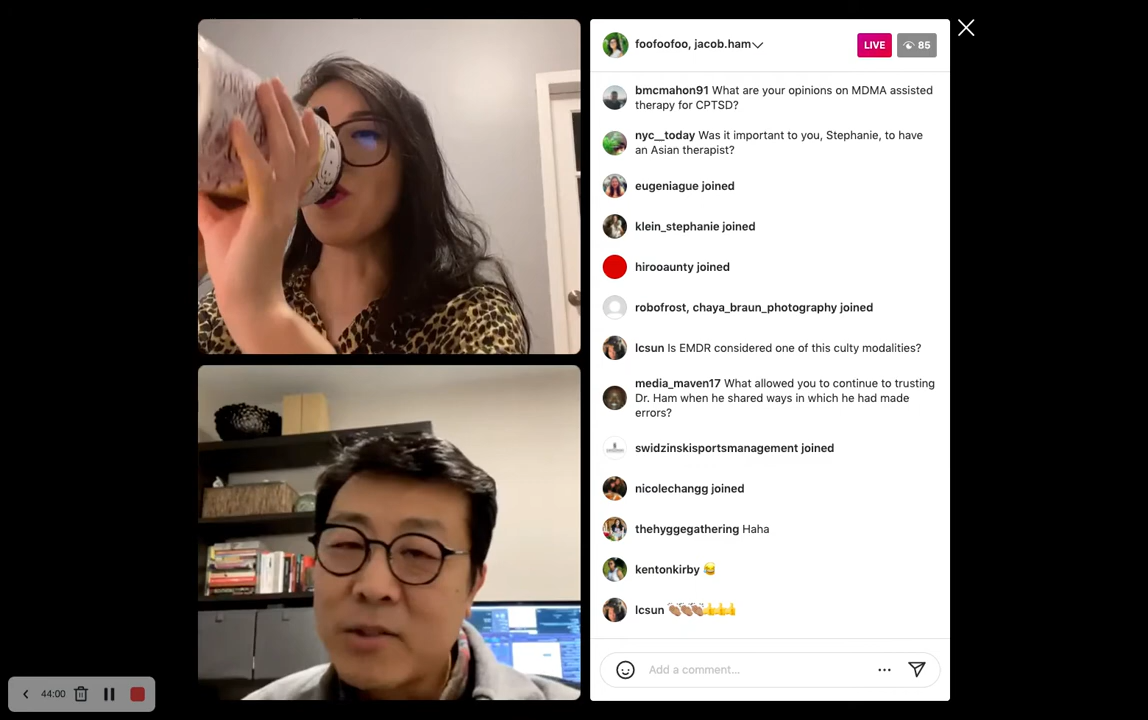 foofoofoo, jacob.ham
LIVE
85
bmcmahon91 What are your opinions on MDMA assisted
therapy for CPTSD?
nyc__today Was it important to you, Stephanie, to have
an Asian therapist?
eugeniague joined
klein_stephanie joined
hirooaunty joined
robofrost, chaya_braun_photography joined
lcsun Is EMDR considered one of this culty modalities?
media_maven17 What allowed you to continue to trusting
Dr. Ham when he shared ways in which he had made
errors?
swidzinskisportsmanagement joined
nicolechangg joined
thehyggegathering Haha
kentonkirby 😂
lcsun 👏🏽👏🏽👏🏽👍👍👍
Add a comment...
44:00